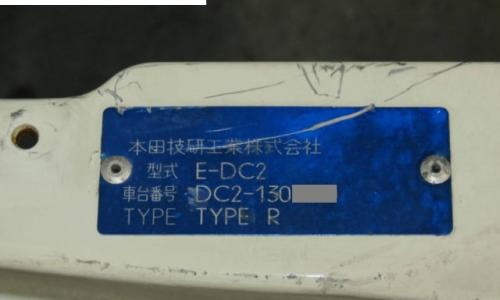 本田技研工業株式会社
型式 E-DC2
車台番号 DC2-130
TYPE TYPE R